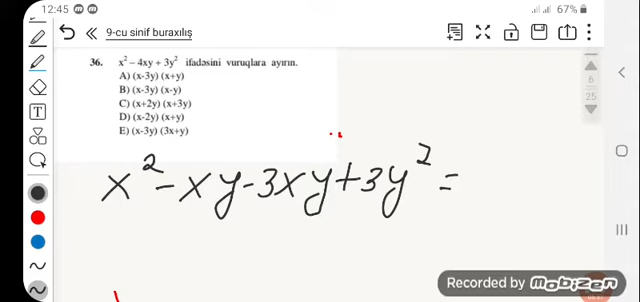 12:45 67%
9-cu sinif buraxılış
36. x² – 4xy + 3y² ifadəsini vuruqlara ayırın.
A) (x-3y) (x+y)
B) (x-3y) (x-y)
C) (x+2y) (x+3y)
D) (x-2y) (x+y)
E) (x-3y) (3x+y)
6
25
x² - xy - 3xy + 3y² =
T
Recorded by mobizen